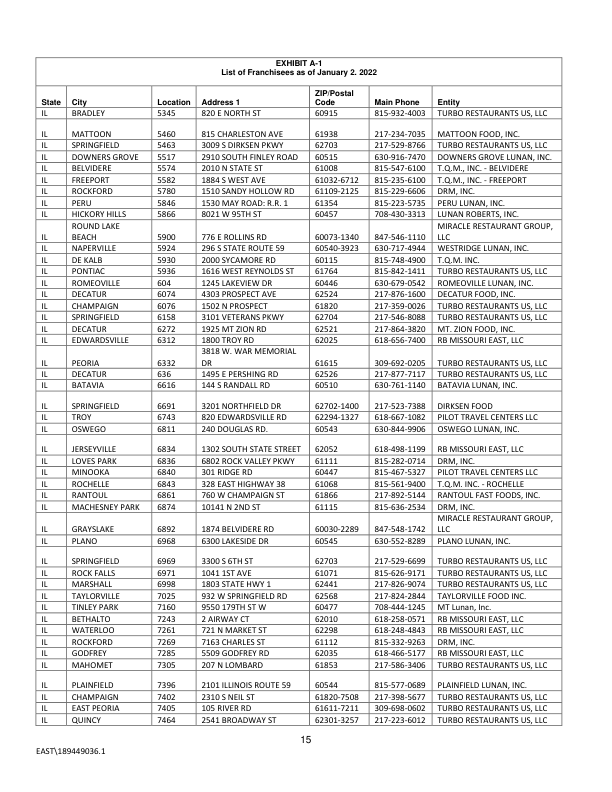 EXHIBIT A-1
List of Franchisees as of January 2. 2022
State City Location Address 1 ZIP/Postal Code Main Phone Entity
IL BRADLEY 5345 820 E NORTH ST 60915 815-932-4003 TURBO RESTAURANTS US, LLC
IL MATTOON 5460 815 CHARLESTON AVE 61938 217-234-7035 MATTOON FOOD, INC.
IL SPRINGFIELD 5463 3009 S DIRKSEN PKWY 62703 217-529-8766 TURBO RESTAURANTS US, LLC
IL DOWNERS GROVE 5517 2910 SOUTH FINLEY ROAD 60515 630-916-7470 DOWNERS GROVE LUNAN, INC.
IL BELVIDERE 5574 2010 N STATE ST 61008 815-547-6100 T.Q.M., INC. - BELVIDERE
IL FREEPORT 5582 1884 S WEST AVE 61032-6712 815-235-6100 T.Q.M., INC. - FREEPORT
IL ROCKFORD 5780 1510 SANDY HOLLOW RD 61109-2125 815-229-6606 DRM, INC.
IL PERU 5846 1530 MAY ROAD: R.R. 1 61354 815-223-5735 PERU LUNAN, INC.
IL HICKORY HILLS 5866 8021 W 95TH ST 60457 708-430-3313 LUNAN ROBERTS, INC.
IL ROUND LAKE BEACH 5900 776 E ROLLINS RD 60073-1340 847-546-1110 MIRACLE RESTAURANT GROUP, LLC
IL NAPERVILLE 5924 296 S STATE ROUTE 59 60540-3923 630-717-4944 WESTRIDGE LUNAN, INC.
IL DE KALB 5930 2000 SYCAMORE RD 60115 815-748-4900 T.Q.M. INC.
IL PONTIAC 5936 1616 WEST REYNOLDS ST 61764 815-842-1411 TURBO RESTAURANTS US, LLC
IL ROMEOVILLE 604 1245 LAKEVIEW DR 60446 630-679-0542 ROMEOVILLE LUNAN, INC.
IL DECATUR 6074 4303 PROSPECT AVE 62524 217-876-1600 DECATUR FOOD, INC.
IL CHAMPAIGN 6076 1502 N PROSPECT 61820 217-359-0026 TURBO RESTAURANTS US, LLC
IL SPRINGFIELD 6158 3101 VETERANS PKWY 62704 217-546-8088 TURBO RESTAURANTS US, LLC
IL DECATUR 6272 1925 MT ZION RD 62521 217-864-3820 MT. ZION FOOD, INC.
IL EDWARDSVILLE 6312 1800 TROY RD 62025 618-656-7400 RB MISSOURI EAST, LLC
IL PEORIA 6332 3818 W. WAR MEMORIAL DR 61615 309-692-0205 TURBO RESTAURANTS US, LLC
IL DECATUR 636 1495 E PERSHING RD 62526 217-877-7117 TURBO RESTAURANTS US, LLC
IL BATAVIA 6616 144 S RANDALL RD 60510 630-761-1140 BATAVIA LUNAN, INC.
IL SPRINGFIELD 6691 3201 NORTHFIELD DR 62702-1400 217-523-7388 DIRKSEN FOOD
IL TROY 6743 820 EDWARDSVILLE RD 62294-1327 618-667-1082 PILOT TRAVEL CENTERS LLC
IL OSWEGO 6811 240 DOUGLAS RD. 60543 630-844-9906 OSWEGO LUNAN, INC.
IL JERSEYVILLE 6834 1302 SOUTH STATE STREET 62052 618-498-1199 RB MISSOURI EAST, LLC
IL LOVES PARK 6836 6802 ROCK VALLEY PKWY 61111 815-282-0714 DRM, INC.
IL MINOOKA 6840 301 RIDGE RD 60447 815-467-5327 PILOT TRAVEL CENTERS LLC
IL ROCHELLE 6843 328 EAST HIGHWAY 38 61068 815-561-9400 T.Q.M. INC. - ROCHELLE
IL RANTOUL 6861 760 W CHAMPAIGN ST 61866 217-892-5144 RANTOUL FAST FOODS, INC.
IL MACHESNEY PARK 6874 10141 N 2ND ST 61115 815-636-2534 DRM, INC.
IL GRAYSLAKE 6892 1874 BELVIDERE RD 60030-2289 847-548-1742 MIRACLE RESTAURANT GROUP, LLC
IL PLANO 6968 6300 LAKESIDE DR 60545 630-552-8289 PLANO LUNAN, INC.
IL SPRINGFIELD 6969 3300 S 6TH ST 62703 217-529-6699 TURBO RESTAURANTS US, LLC
IL ROCK FALLS 6971 1041 1ST AVE 61071 815-626-9171 TURBO RESTAURANTS US, LLC
IL MARSHALL 6998 1803 STATE HWY 1 62441 217-826-9074 TURBO RESTAURANTS US, LLC
IL TAYLORVILLE 7025 932 W SPRINGFIELD RD 62568 217-824-2844 TAYLORVILLE FOOD INC.
IL TINLEY PARK 7160 9550 179TH ST W 60477 708-444-1245 MT Lunan, Inc.
IL BETHALTO 7243 2 AIRWAY CT 62010 618-258-0571 RB MISSOURI EAST, LLC
IL WATERLOO 7261 721 N MARKET ST 62298 618-248-4843 RB MISSOURI EAST, LLC
IL ROCKFORD 7269 7163 CHARLES ST 61112 815-332-9263 DRM, INC.
IL GODFREY 7285 5509 GODFREY RD 62035 618-466-5177 RB MISSOURI EAST, LLC
IL MAHOMET 7305 207 N LOMBARD 61853 217-586-3406 TURBO RESTAURANTS US, LLC
IL PLAINFIELD 7396 2101 ILLINOIS ROUTE 59 60544 815-577-0689 PLAINFIELD LUNAN, INC.
IL CHAMPAIGN 7402 2310 S NEIL ST 61820-7508 217-398-5677 TURBO RESTAURANTS US, LLC
IL EAST PEORIA 7405 105 RIVER RD 61611-7211 309-698-0602 TURBO RESTAURANTS US, LLC
IL QUINCY 7464 2541 BROADWAY ST 62301-3257 217-223-6012 TURBO RESTAURANTS US, LLC
15
EAST\189449036.1